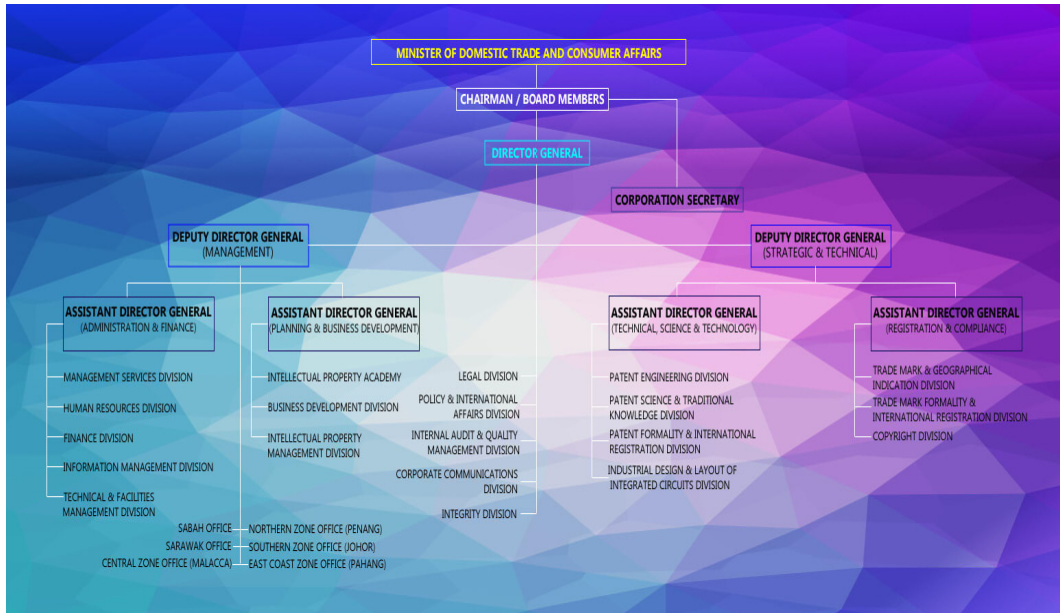 MINISTER OF DOMESTIC TRADE AND CONSUMER AFFAIRS
CHAIRMAN / BOARD MEMBERS
DIRECTOR GENERAL
CORPORATION SECRETARY
DEPUTY DIRECTOR GENERAL
(MANAGEMENT)
DEPUTY DIRECTOR GENERAL
(STRATEGIC & TECHNICAL)
ASSISTANT DIRECTOR GENERAL
(ADMINISTRATION & FINANCE)
MANAGEMENT SERVICES DIVISION
HUMAN RESOURCES DIVISION
FINANCE DIVISION
INFORMATION MANAGEMENT DIVISION
TECHNICAL & FACILITIES
MANAGEMENT DIVISION
ASSISTANT DIRECTOR GENERAL
(PLANNING & BUSINESS DEVELOPMENT)
INTELLECTUAL PROPERTY ACADEMY
BUSINESS DEVELOPMENT DIVISION
INTELLECTUAL PROPERTY
MANAGEMENT DIVISION
SABAH OFFICE
SARAWAK OFFICE
CENTRAL ZONE OFFICE (MALACCA)
NORTHERN ZONE OFFICE (PENANG)
SOUTHERN ZONE OFFICE (JOHOR)
EAST COAST ZONE OFFICE (PAHANG)
LEGAL DIVISION
POLICY & INTERNATIONAL
AFFAIRS DIVISION
INTERNAL AUDIT & QUALITY
MANAGEMENT DIVISION
CORPORATE COMMUNICATIONS
DIVISION
INTEGRITY DIVISION
ASSISTANT DIRECTOR GENERAL
(TECHNICAL, SCIENCE & TECHNOLOGY)
PATENT ENGINEERING DIVISION
PATENT SCIENCE & TRADITIONAL
KNOWLEDGE DIVISION
PATENT FORMALITY & INTERNATIONAL
REGISTRATION DIVISION
INDUSTRIAL DESIGN & LAYOUT OF
INTEGRATED CIRCUITS DIVISION
ASSISTANT DIRECTOR GENERAL
(REGISTRATION & COMPLIANCE)
TRADE MARK & GEOGRAPHICAL
INDICATION DIVISION
TRADE MARK FORMALITY &
INTERNATIONAL REGISTRATION DIVISION
COPYRIGHT DIVISION